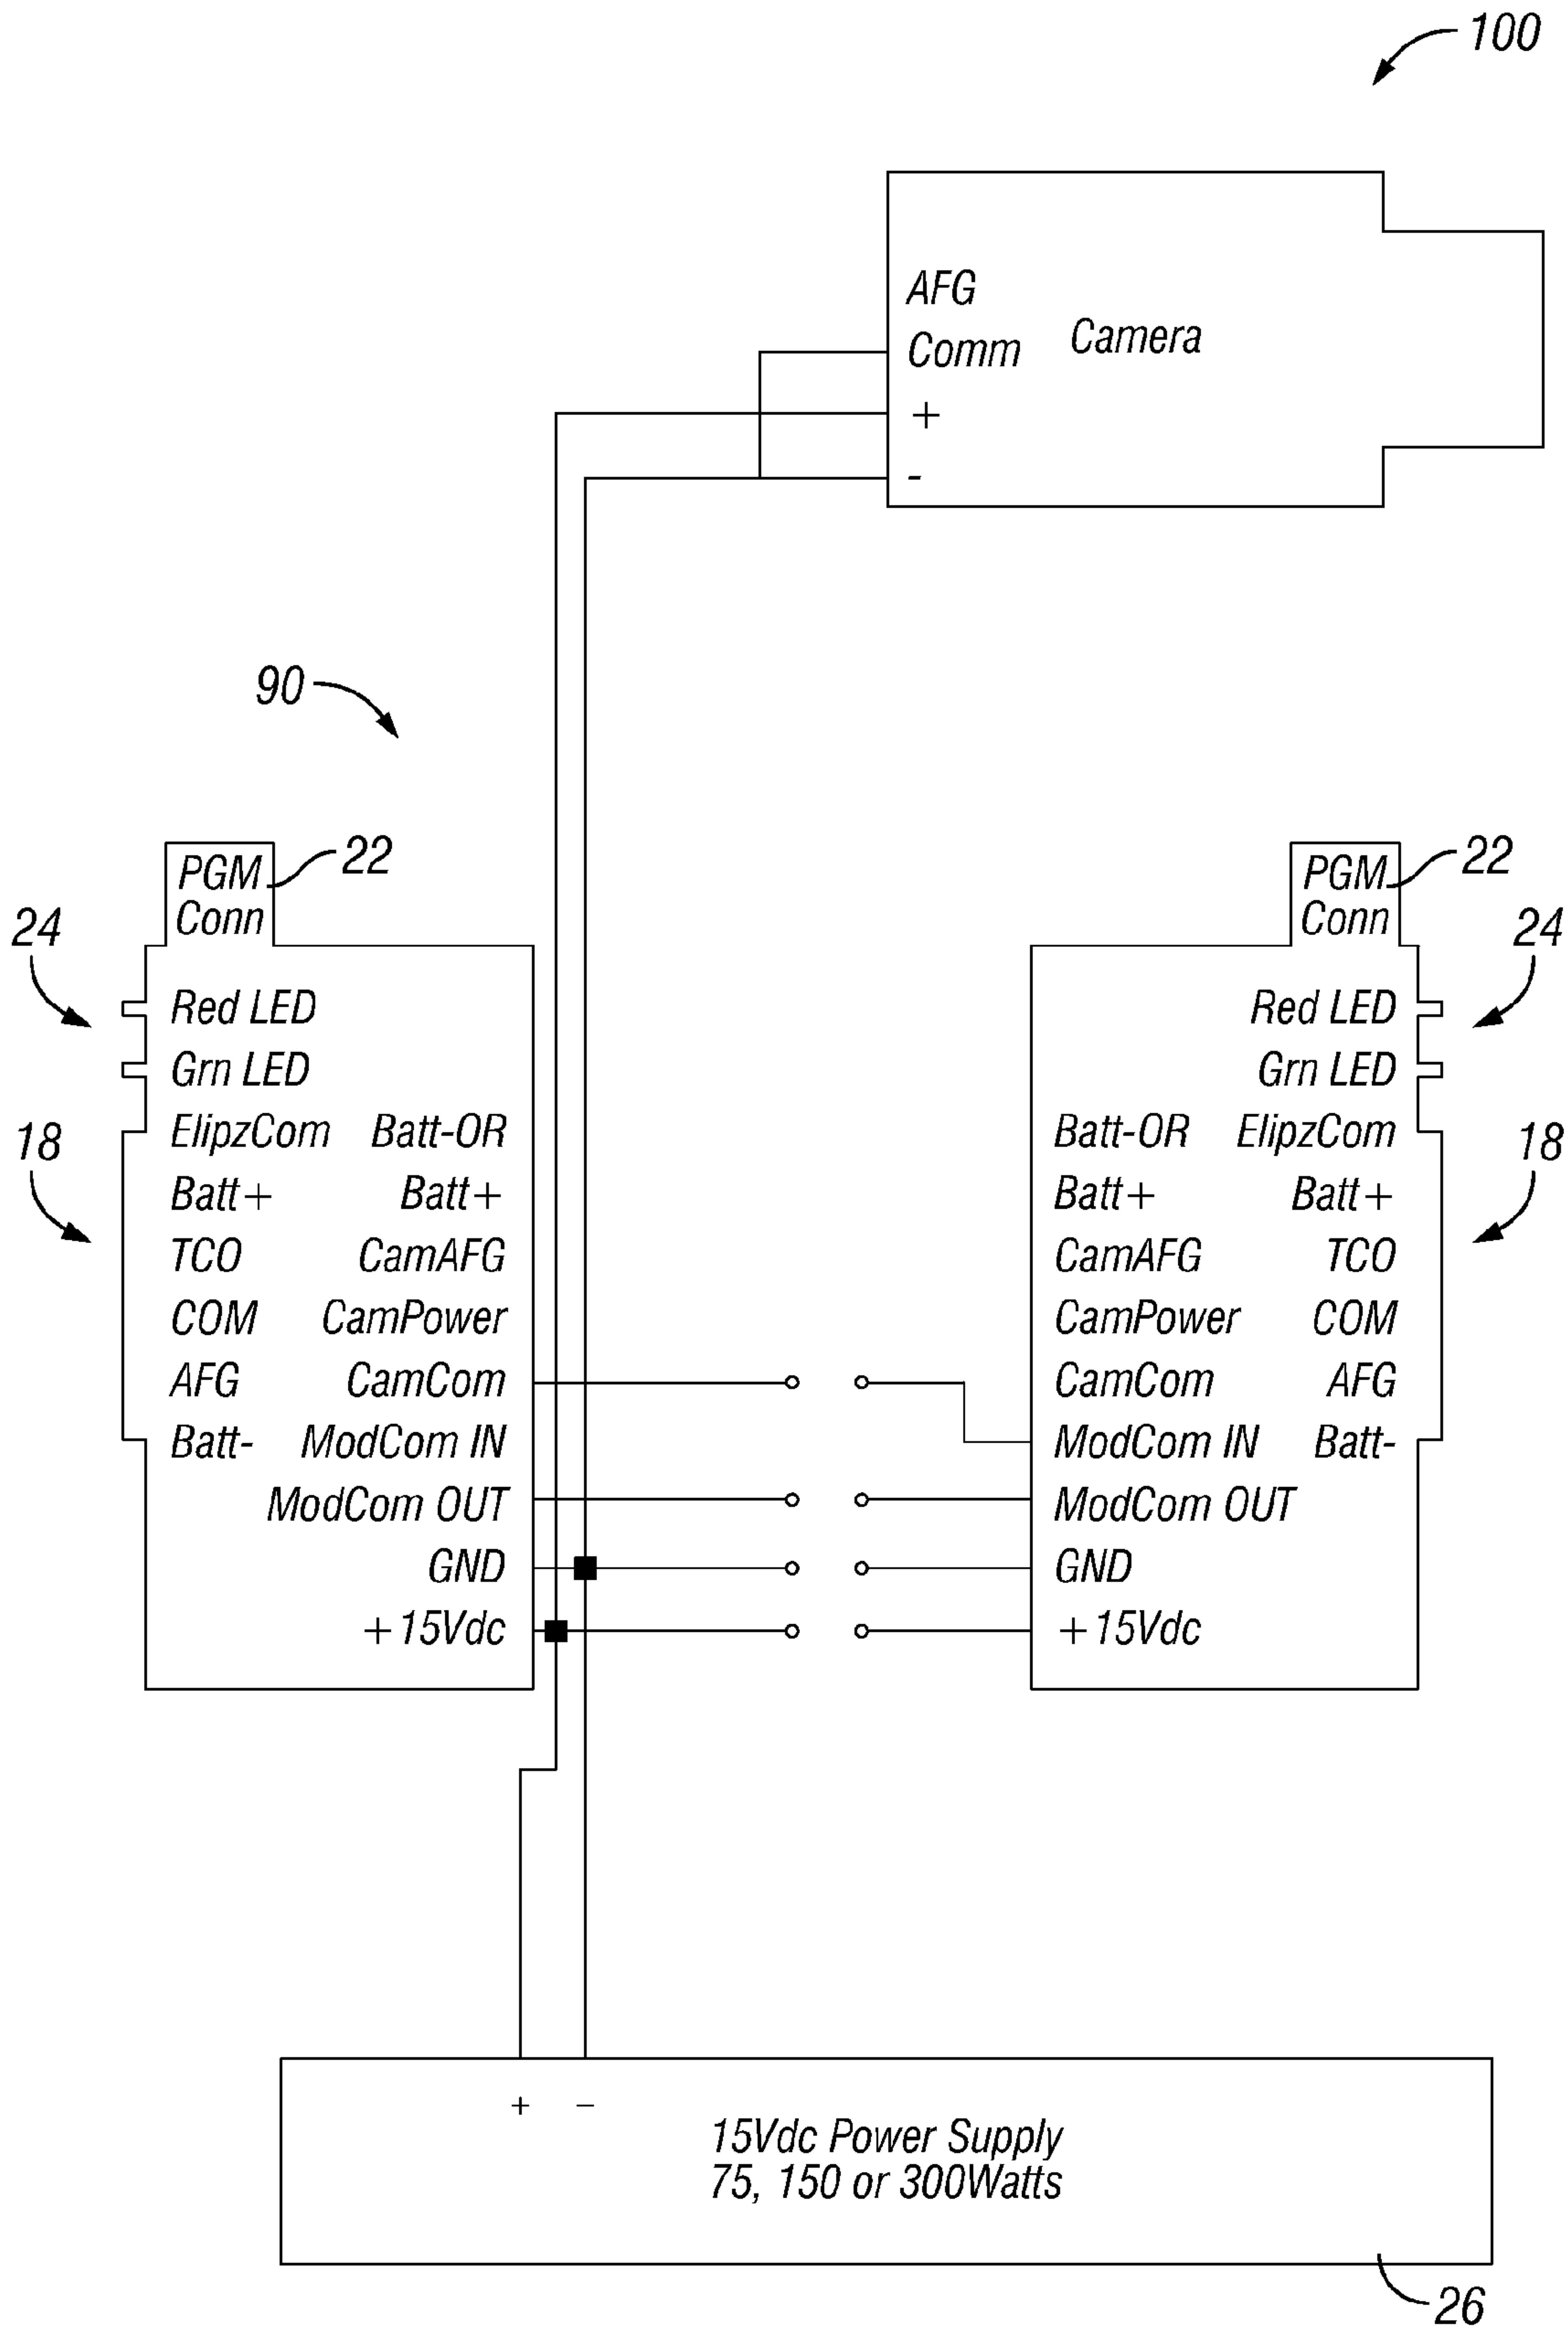 100
AFG
Comm
Camera
+
-
90
PGM
Conn
22
PGM
Conn
22
24
24
Red LED
Grn LED
ElipzCom Batt-OR
Batt+ Batt+
TCO CamAFG
COM CamPower
AFG CamCom
Batt- ModCom IN
ModCom OUT
GND
+15Vdc
18
Red LED
Grn LED
Batt-OR ElipzCom
Batt+ Batt+
CamAFG TCO
CamPower COM
CamCom AFG
ModCom IN Batt-
ModCom OUT
GND
+15Vdc
18
+ −
15Vdc Power Supply
75, 150 or 300Watts
26